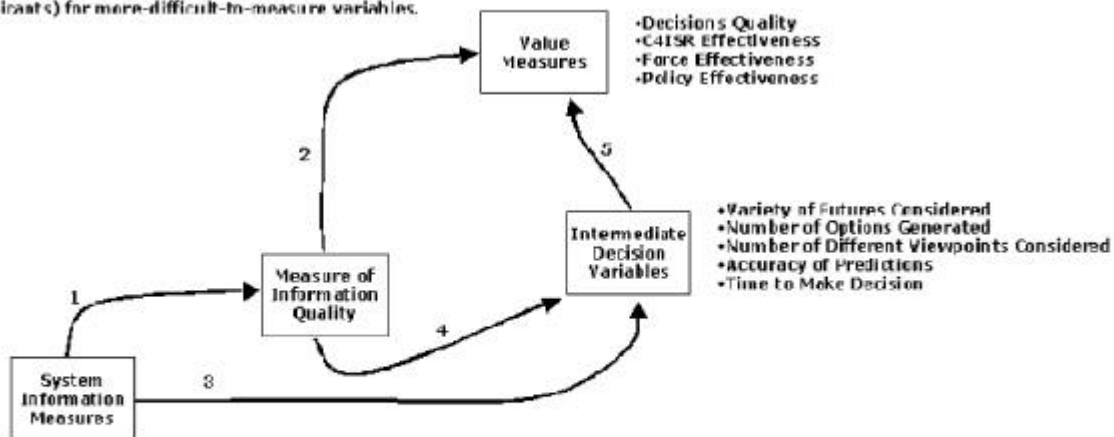 icants) for more-difficult-to-measure variables.
Value
Measures
•Decisions Quality
•C4ISR Effectiveness
•Force Effectiveness
•Policy Effectiveness
2
5
Intermediate
Decision
Variables
•Variety of Futures Considered
•Number of Options Generated
•Number of Different Viewpoints Considered
•Accuracy of Predictions
•Time to Make Decision
1
Measure of
Information
Quality
4
3
System
Information
Measures